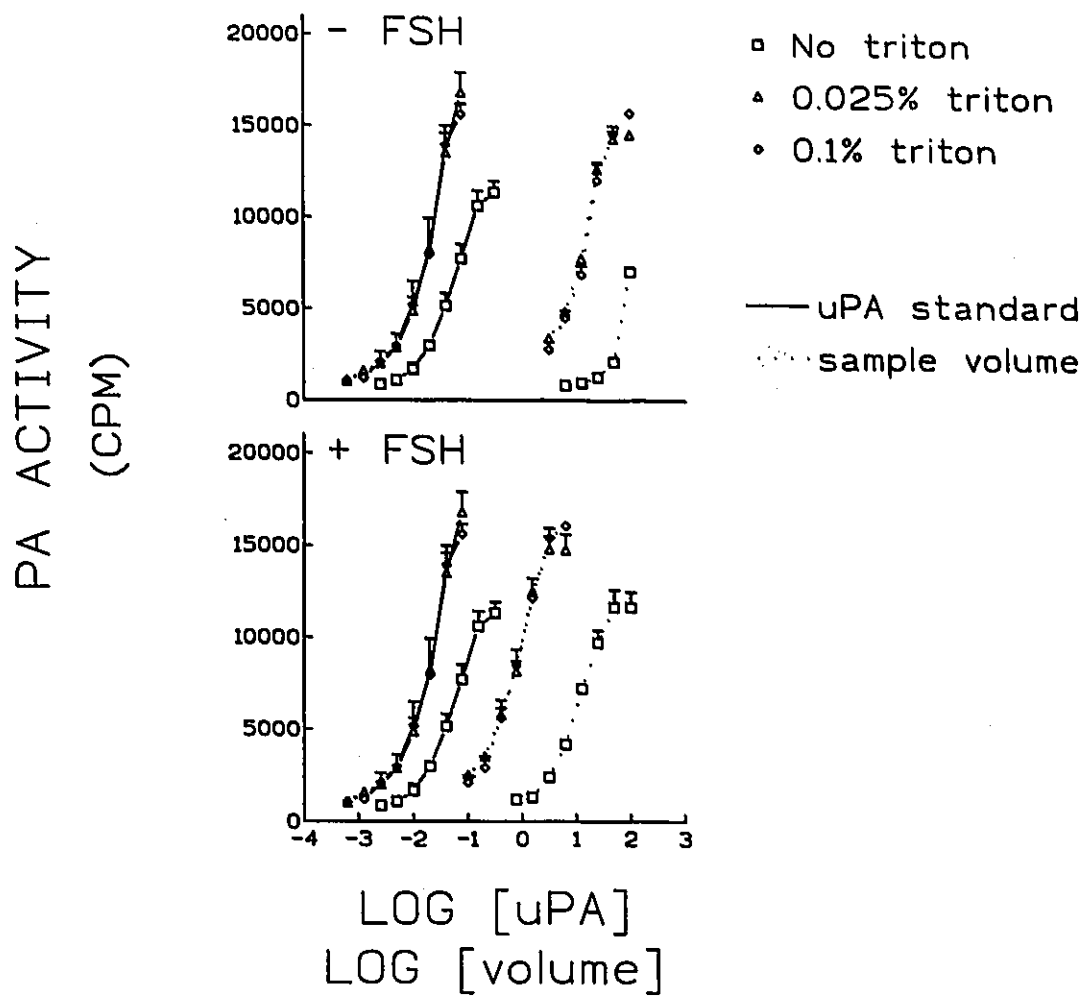 PA ACTIVITY
(CPM)
- FSH
20000
15000
10000
5000
0
+ FSH
20000
15000
10000
5000
0
-4 -3 -2 -1 0 1 2 3
LOG [uPA]
LOG [volume]
No triton
0.025% triton
0.1% triton
uPA standard
sample volume